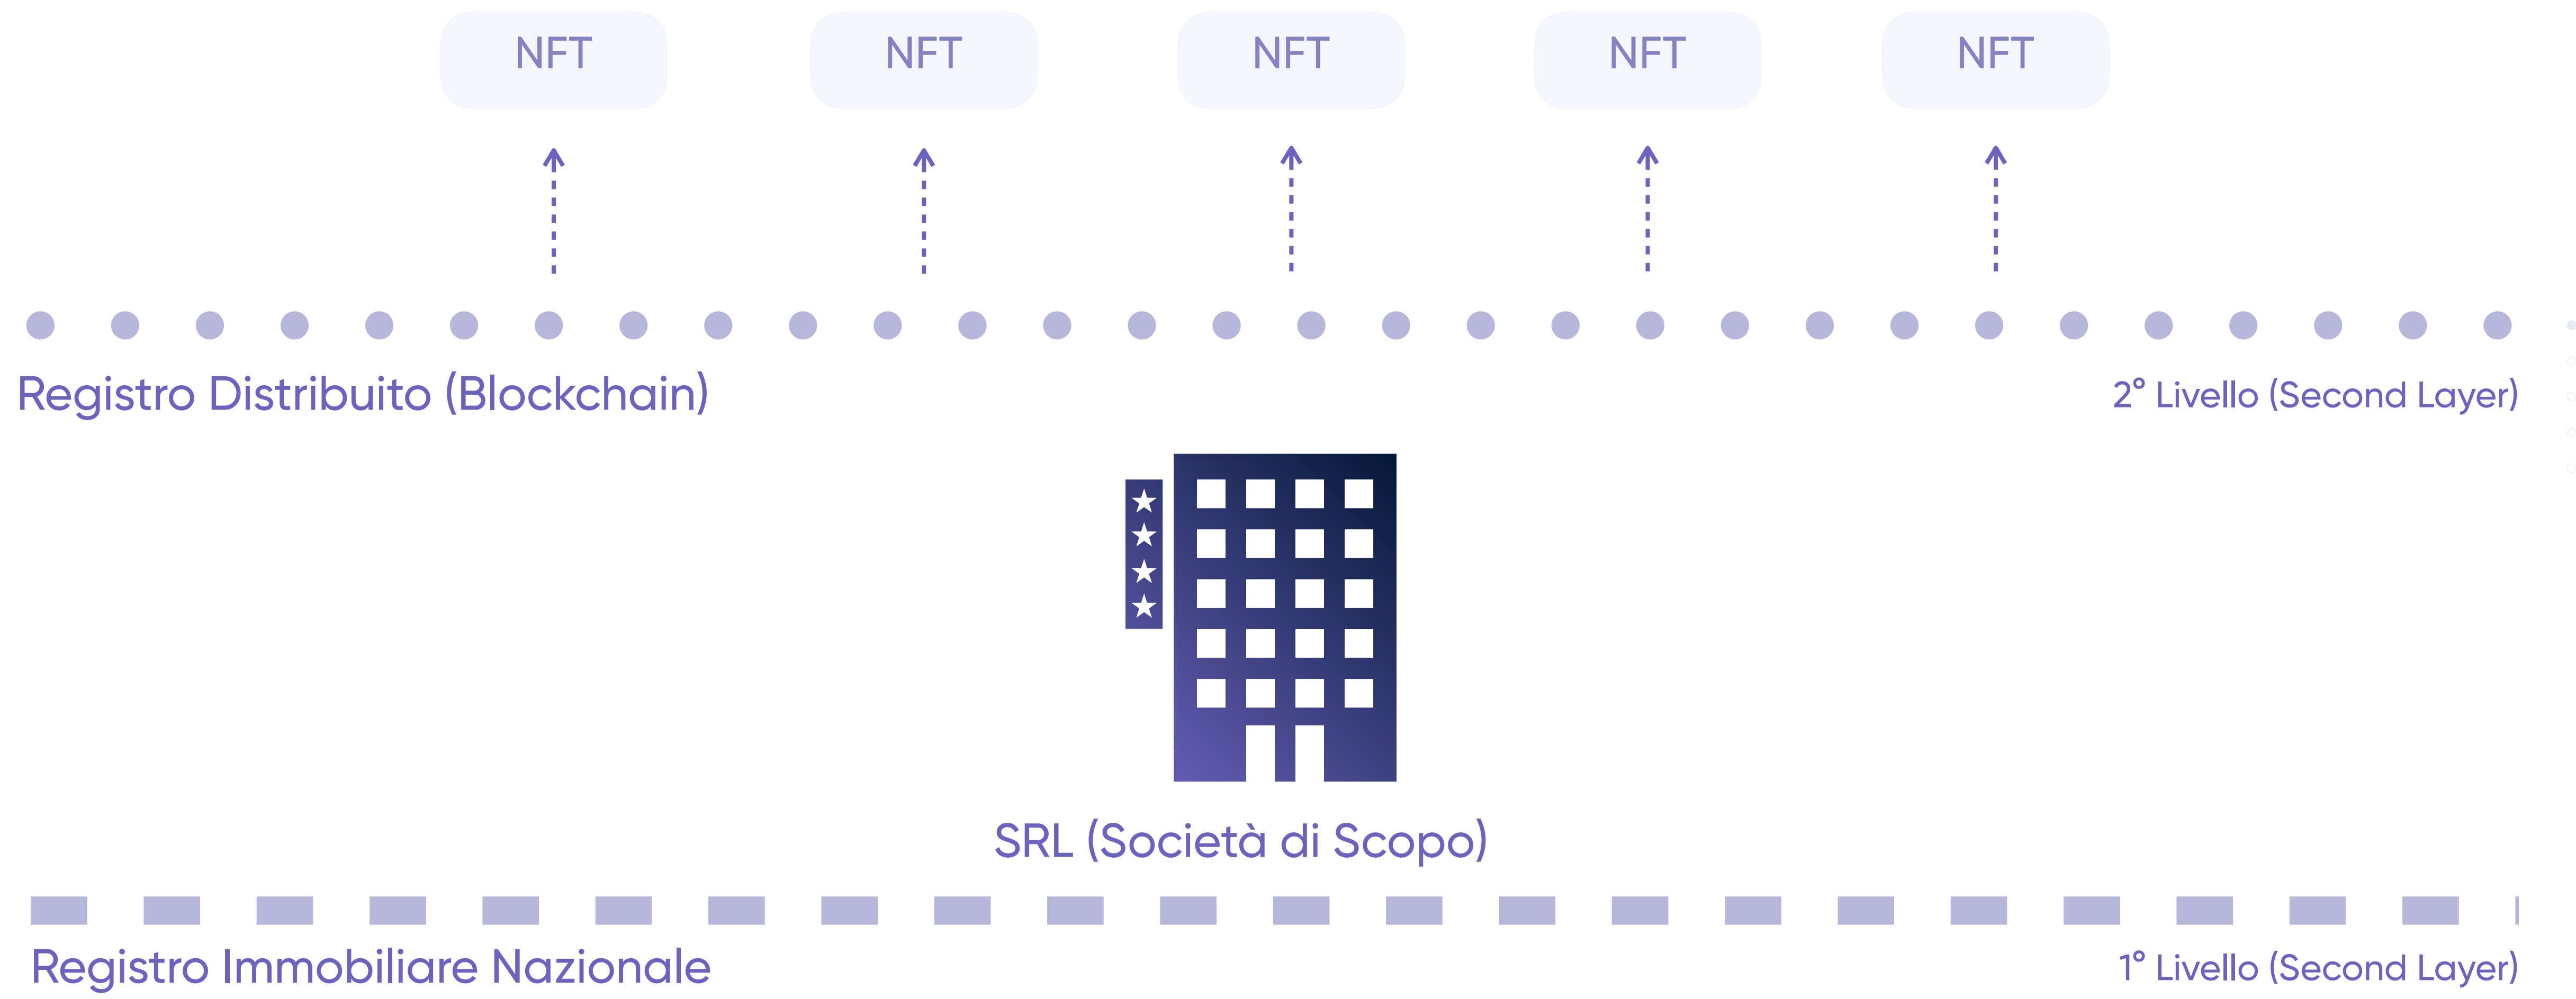 NFT
NFT
NFT
NFT
NFT
Registro Distribuito (Blockchain)
2° Livello (Second Layer)
SRL (Società di Scopo)
Registro Immobiliare Nazionale
1° Livello (Second Layer)